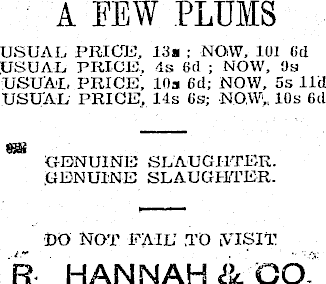 A FEW PLUMS
USUAL PRICE, 13s ; NOW, 10s 6d
USUAL PRICE, 4s 6d ; NOW, 9s
USUAL PRICE, 10s 6d; NOW, 5s 11d
USUAL PRICE, 14s 6s; NOW, 10s 6d
GENUINE SLAUGHTER.
GENUINE SLAUGHTER.
DO NOT FAIL TO VISIT
R. HANNAH & CO.